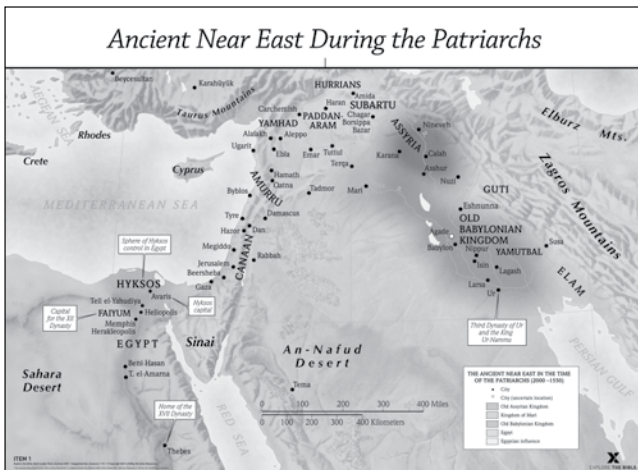 Ancient Near East During the Patriarchs
Beycesultan
Karahüyük
HURRIANS
Amida
Haran
SUBARTU
Taurus Mountains
Carchemish
PADDAN-
ARAM
Chagar
Borsippa
Bazar
AEGEAN SEA
YAMHAD
Alalakh
Aleppo
Nineveh
Elburz Mts.
Rhodes
Ugarit
Ebla
Emar
Tuttul
Karana
ASSYRIA
Calah
Crete
Cyprus
Terqa
Asshur
Hamath
Qatna
AMURRU
Tadmor
Mari
Nuzi
GUTI
Zagros Mountains
Byblos
MEDITERRANEAN SEA
Eshnunna
Tyre
Damascus
OLD
BABYLONIAN
KINGDOM
Agade
Hazor
Dan
Sphere of Hyksos
control in Egypt
Megiddo
Babylon
Nippur
YAMUTBAL
Susa
Jerusalem
Rabbah
CANAAN
Beersheba
Isin
Lagash
ELAM
Gaza
HYKSOS
Avaris
Larsa
Ur
Tell el-Yahudiya
Hyksos
capital
Capital
for the XII
Dynasty
FAIYUM
Heliopolis
Memphis
Herakleopolis
Third Dynasty of Ur
and the King
Ur-Nammu
EGYPT
Sinai
An-Nafud
Desert
PERSIAN GULF
Sahara
Desert
Beni-Hasan
T. el-Amarna
Tema
THE ANCIENT NEAR EAST IN THE TIME
OF THE PATRIARCHS (2000 –1550)
City
City (uncertain location)
Old Assyrian Kingdom
Kingdom of Mari
Old Babylonian Kingdom
Egypt
Egyptian influence
0 100 200 300 400 Miles
0 100 200 300 400 Kilometers
RED SEA
Nome of the
XVII Dynasty
Thebes
ITEM 1
EXPLORE THE BIBLE